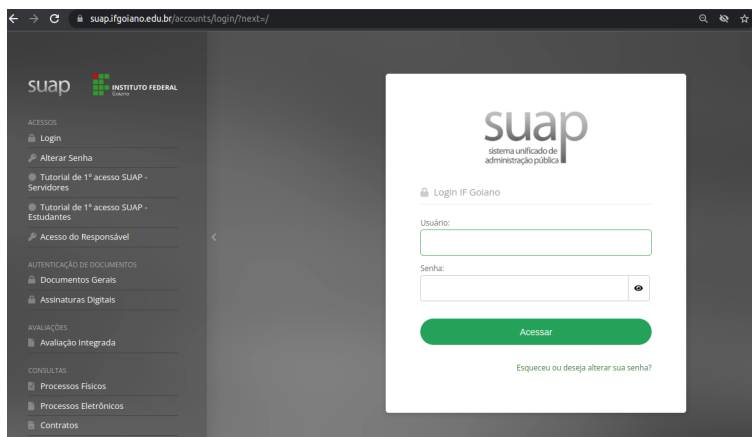 suap.ifgoiano.edu.br/accounts/login/?next=/
suap
INSTITUTO FEDERAL
Goiano
ACESSOS
Login
Alterar Senha
Tutorial de 1º acesso SUAP -
Servidores
Tutorial de 1º acesso SUAP -
Estudantes
Acesso do Responsável
AUTENTICAÇÃO DE DOCUMENTOS
Documentos Gerais
Assinaturas Digitais
AVALIAÇÕES
Avaliação Integrada
CONSULTAS
Processos Físicos
Processos Eletrônicos
Contratos
suap
sistema unificado de
administração pública
Login IF Goiano
Usuário:
Senha:
Acessar
Esqueceu ou deseja alterar sua senha?